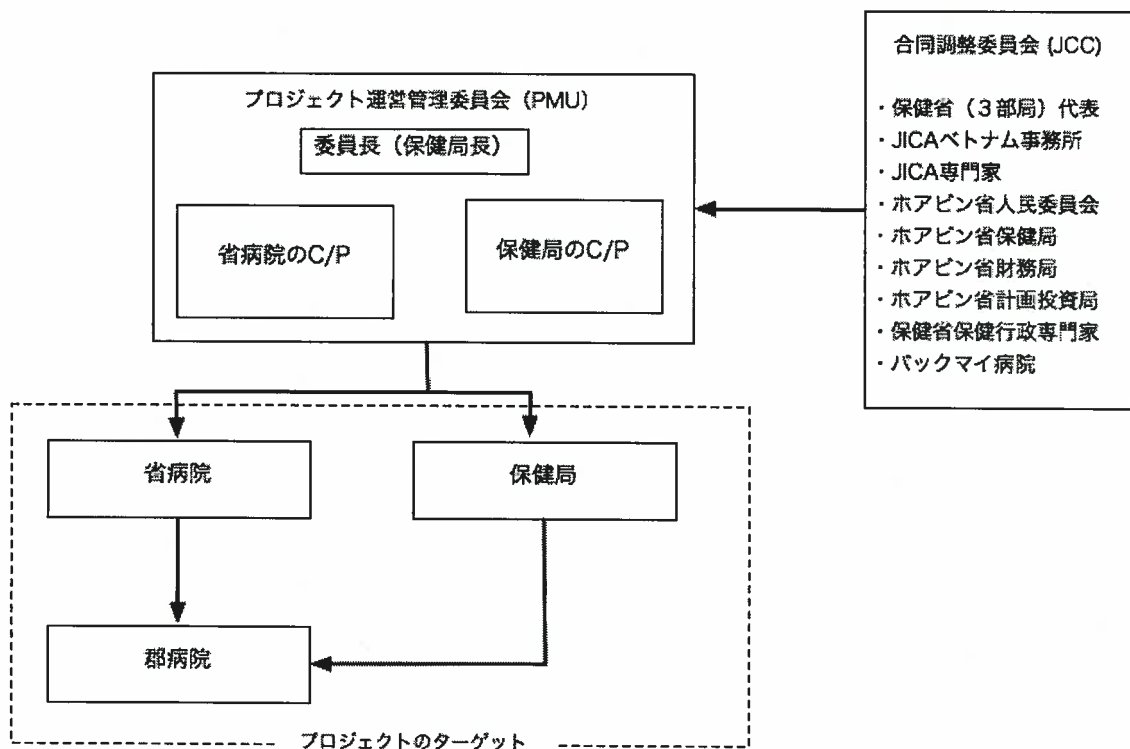 合同調整委員会 (JCC)
・保健省（３部局）代表
・JICAベトナム事務所
・JICA専門家
・ホアビン省人民委員会
・ホアビン省保健局
・ホアビン省財務局
・ホアビン省計画投資局
・保健省保健行政専門家
・バックマイ病院
プロジェクト運営管理委員会（PMU）
委員長（保健局長）
省病院のC/P
保健局のC/P
省病院
保健局
郡病院
プロジェクトのターゲット